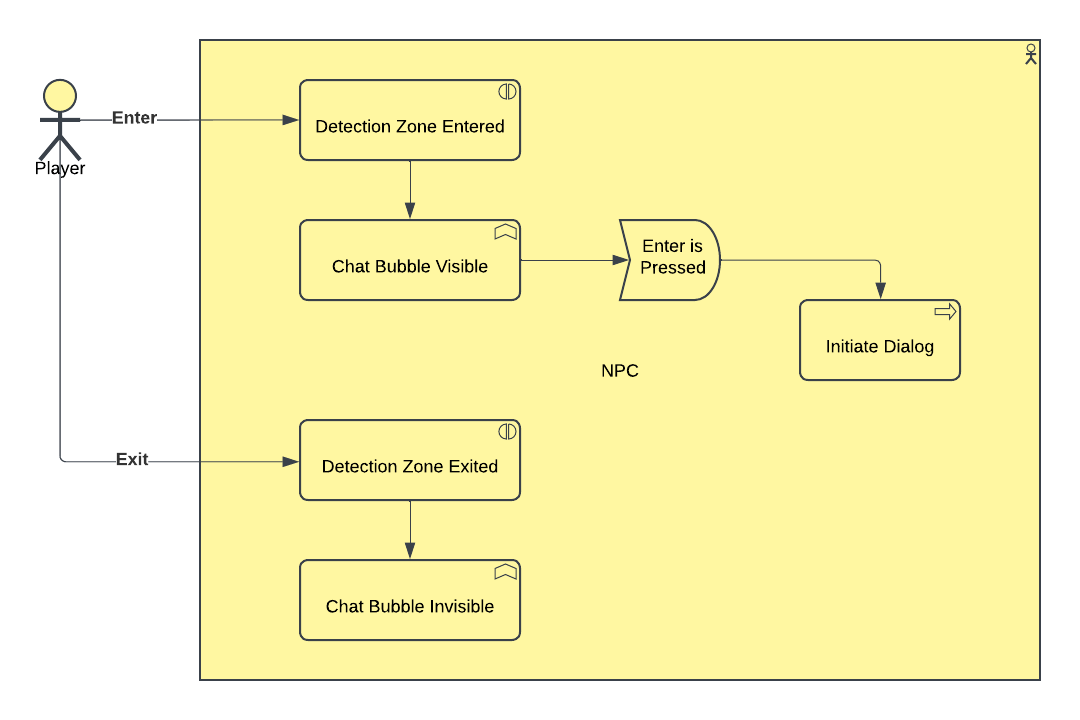 Enter
Player
Detection Zone Entered
Chat Bubble Visible
Enter is
Pressed
Initiate Dialog
NPC
Exit
Detection Zone Exited
Chat Bubble Invisible